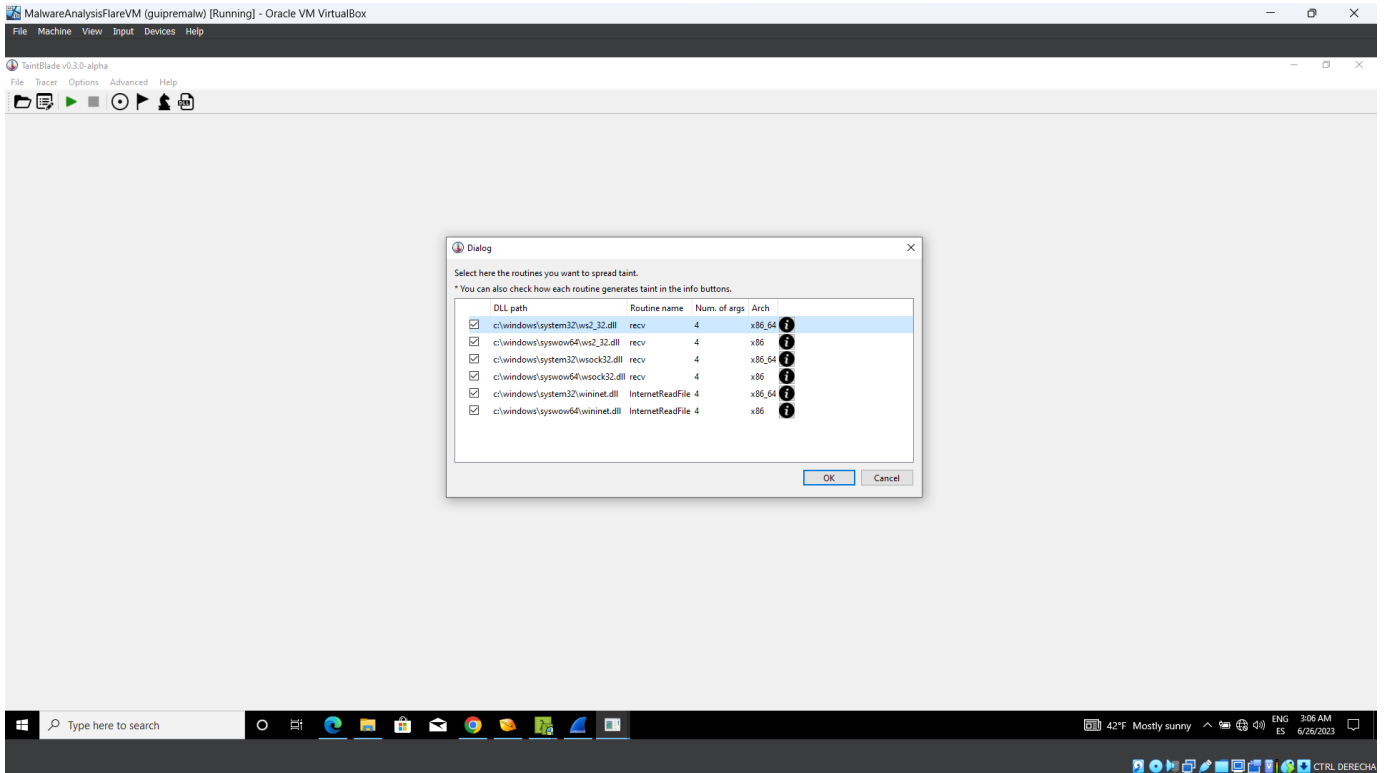 MalwareAnalysisFlareVM (guipremalw) [Running] - Oracle VM VirtualBox
File Machine View Input Devices Help
TaintBlade v0.3.0-alpha
File Tracer Options Advanced Help
DLL
Dialog
Select here the routines you want to spread taint.
* You can also check how each routine generates taint in the info buttons.
DLL path Routine name Num. of args Arch
c:\windows\system32\ws2_32.dll recv 4 x86_64
c:\windows\syswow64\ws2_32.dll recv 4 x86
c:\windows\system32\wsock32.dll recv 4 x86_64
c:\windows\syswow64\wsock32.dll recv 4 x86
c:\windows\system32\wininet.dll InternetReadFile 4 x86_64
c:\windows\syswow64\wininet.dll InternetReadFile 4 x86
OK Cancel
Type here to search
42°F Mostly sunny
ENG 3:06 AM
ES 6/26/2023
CTRL DERECHA